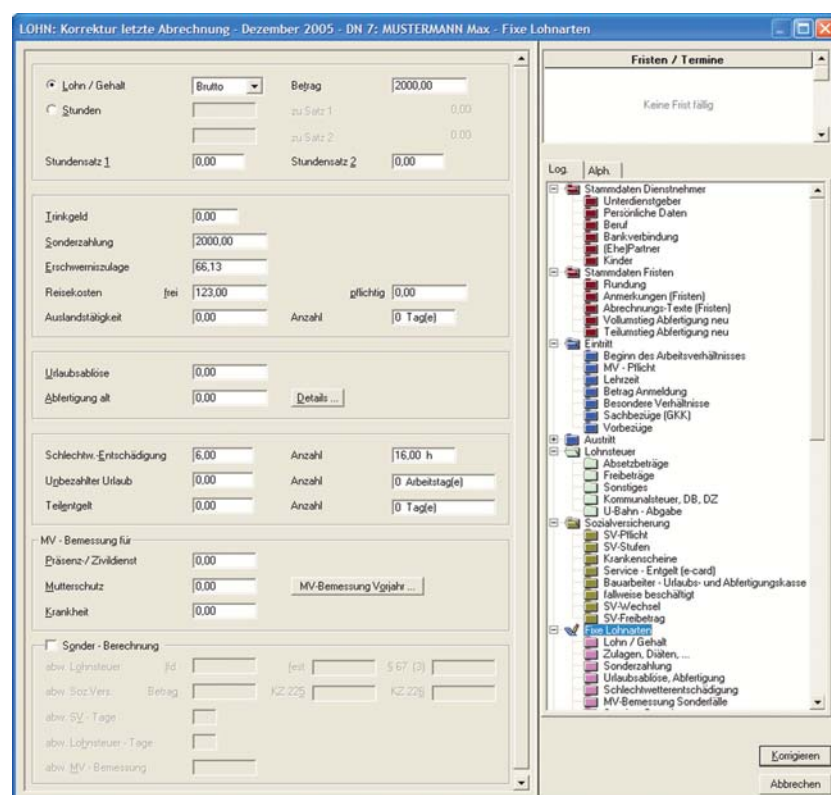 LOHN: Korrektur letzte Abrechnung - Dezember 2005 - DN 7: MUSTERMANN Max - Fixe Lohnarten
Lohn / Gehalt Brutto Betrag 2000,00
Stunden zu Satz 1 0,00
zu Satz 2 0,00
Stundensatz 1 0,00 Stundensatz 2 0,00
Trinkgeld 0,00
Sonderzahlung 2000,00
Erschwerniszulage 66,13
Reisekosten frei 123,00 pflichtig 0,00
Auslandstätigkeit 0,00 Anzahl 0 Tag(e)
Urlaubsablöse 0,00
Abfertigung alt 0,00 Details ...
Schlechtw.-Entschädigung 6,00 Anzahl 16,00 h
Unbezahlter Urlaub 0,00 Anzahl 0 Arbeitstag(e)
Teilentgelt 0,00 Anzahl 0 Tag(e)
MV - Bemessung für
Präsenz-/ Zivildienst 0,00
Mutterschutz 0,00 MV-Bemessung Vorjahr ...
Krankheit 0,00
Sonder - Berechnung
abw. Lohnsteuer lfd fest § 67 (3)
abw. Soz.Vers. Betrag KZ 225 KZ 226
abw. SV - Tage
abw. Lohnsteuer - Tage
abw. MV - Bemessung
Fristen / Termine
Keine Frist fällig
Log. Alph.
Stammdaten Dienstnehmer
Unterdienstgeber
Persönliche Daten
Beruf
Bankverbindung
(Ehe)Partner
Kinder
Stammdaten Fristen
Rundung
Anmerkungen (Fristen)
Abrechnungs-Texte (Fristen)
Vollumstieg Abfertigung neu
Teilumstieg Abfertigung neu
Eintritt
Beginn des Arbeitsverhältnisses
MV - Pflicht
Lehrzeit
Betrag Anmeldung
Besondere Verhältnisse
Sachbezüge (GKK)
Vorbezüge
Austritt
Lohnsteuer
Absetzbeträge
Freibeträge
Sonstiges
Kommunalsteuer, DB, DZ
U-Bahn - Abgabe
Sozialversicherung
SV-Pflicht
SV-Stufen
Krankenscheine
Service - Entgelt (e-card)
Bauarbeiter - Urlaubs- und Abfertigungskasse
fallweise beschäftigt
SV-Wechsel
SV-Freibetrag
Fixe Lohnarten
Lohn / Gehalt
Zulagen, Diäten, ...
Sonderzahlung
Urlaubsablöse, Abfertigung
Schlechtwetterentschädigung
MV-Bemessung Sonderfälle
Korrigieren
Abbrechen